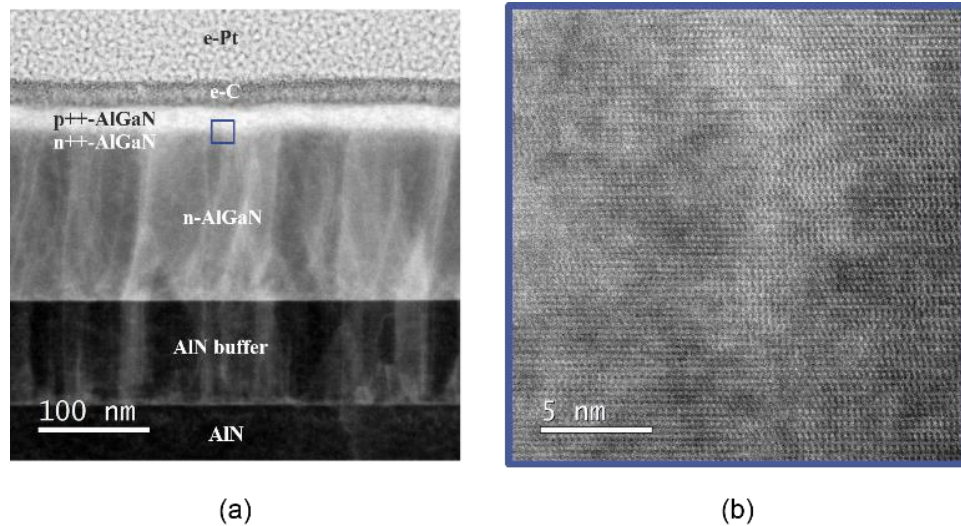 e-Pt
e-C
p++-AlGaN
n++-AlGaN
n-AlGaN
AlN buffer
100 nm
AlN
5 nm
(a)
(b)